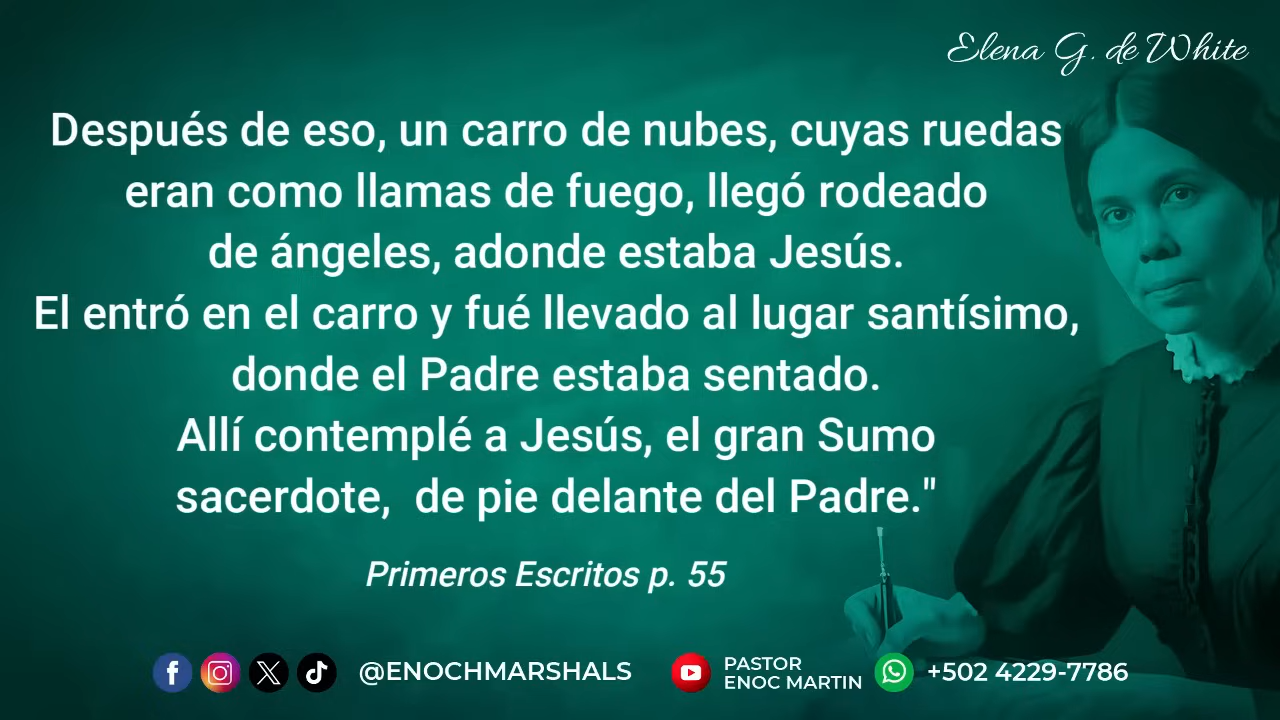 Elena G. de White
Después de eso, un carro de nubes, cuyas ruedas
eran como llamas de fuego, llegó rodeado
de ángeles, adonde estaba Jesús.
El entró en el carro y fué llevado al lugar santísimo,
donde el Padre estaba sentado.
Allí contemplé a Jesús, el gran Sumo
sacerdote,  de pie delante del Padre."
Primeros Escritos p. 55
@ENOCHMARSHALS
PASTOR
ENOC MARTIN
+502 4229-7786